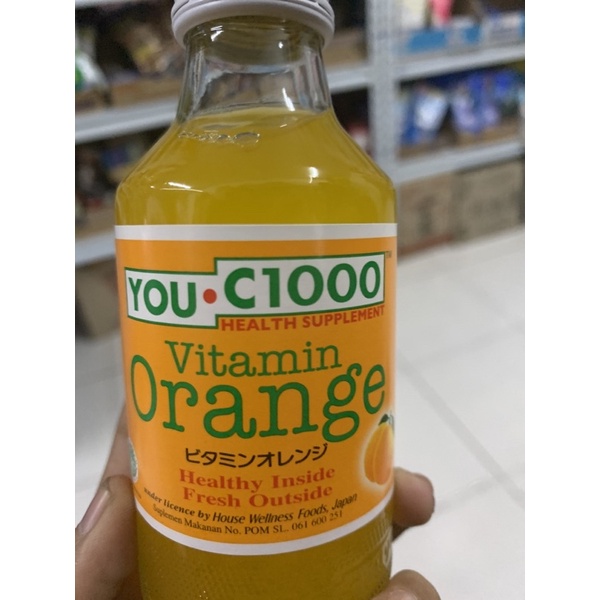 YOU•C1000™
HEALTH SUPPLEMENT
Vitamin
Orange
ビタミンオレンジ
Healthy Inside
Fresh Outside
under licence by House Wellness Foods, Japan
Suplemen Makanan No. POM SL. 061 600 251